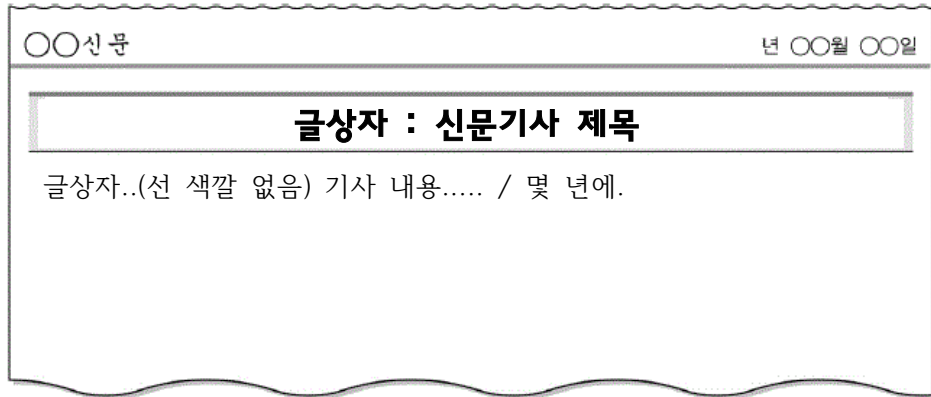 ○○신문
년 ○○월 ○○일
글상자 : 신문기사 제목
글상자..(선 색깔 없음) 기사 내용..... / 몇 년에.